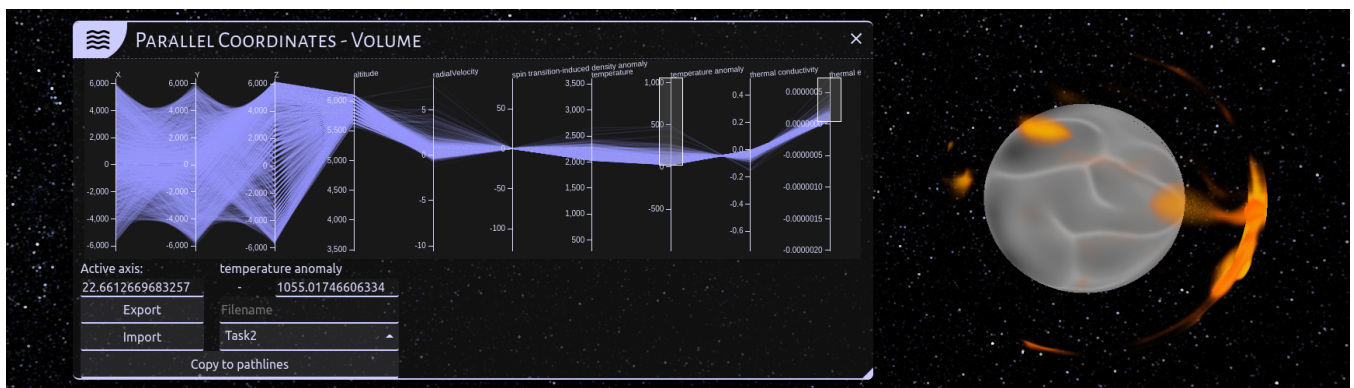 PARALLEL COORDINATES - VOLUME
X
Y
Z
altitude
radialVelocity
spin transition-induced density anomaly
temperature
temperature anomaly
thermal conductivity
thermal e
6,000 6,000 6,000 6,000 5 50 3,500 1,000 0.4 0.0000005
4,000 4,000 4,000 5,500 0 0 3,000 500 0.2 0.0000000
2,000 2,000 2,000 5,000 -5 -50 2,500 0 0.0 -0.0000005
0 0 0 4,500 -10 -100 2,000 -500 -0.2 -0.0000010
-2,000 -2,000 -2,000 4,000 1,500 -0.4 -0.0000015
-4,000 -4,000 -4,000 3,500 1,000 -0.6 -0.0000020
-6,000 -6,000 -6,000 500
Active axis: temperature anomaly
22.6612669683257 - 1055.01746606334
Export Filename
Import Task2
Copy to pathlines